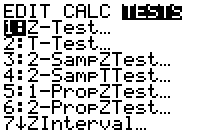 EDIT CALC TESTS
1:Z-Test…
2:T-Test…
3:2-SampZTest…
4:2-SampTTest…
5:1-PropZTest…
6:2-PropZTest…
7↓ZInterval…